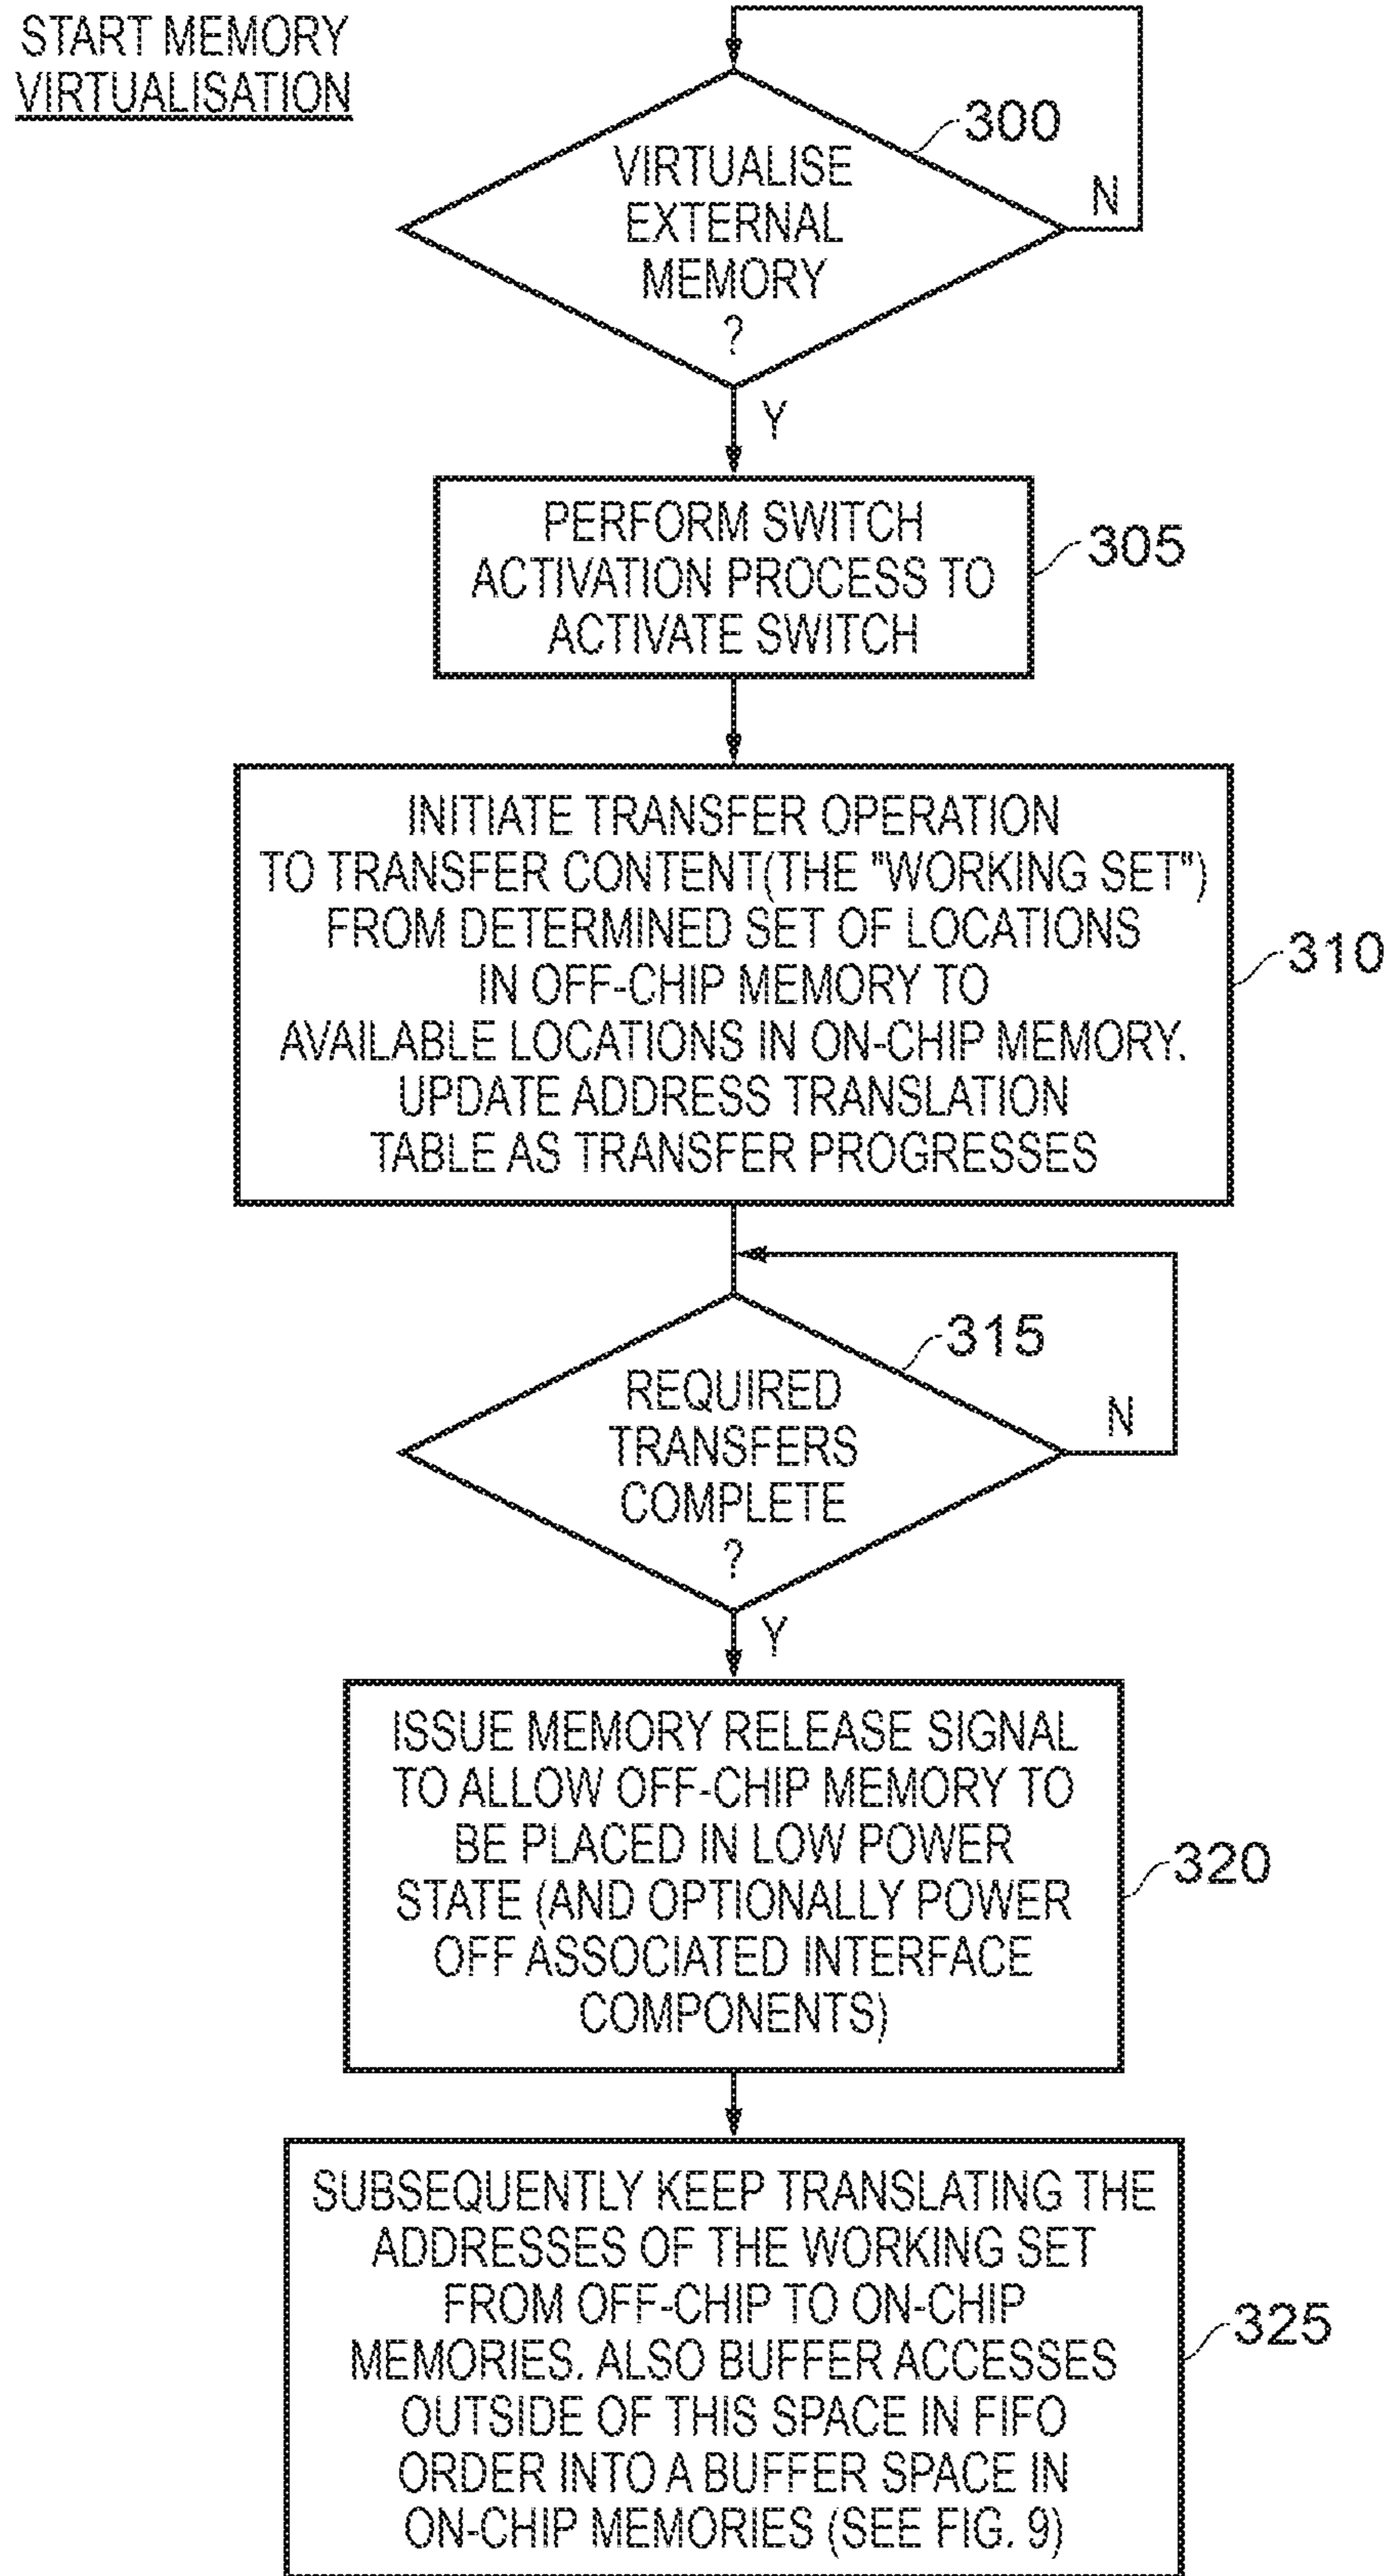 START MEMORY
VIRTUALISATION
300
VIRTUALISE
EXTERNAL
MEMORY
?
N
Y
PERFORM SWITCH
ACTIVATION PROCESS TO
ACTIVATE SWITCH
305
INITIATE TRANSFER OPERATION
TO TRANSFER CONTENT(THE "WORKING SET")
FROM DETERMINED SET OF LOCATIONS
IN OFF-CHIP MEMORY TO
AVAILABLE LOCATIONS IN ON-CHIP MEMORY.
UPDATE ADDRESS TRANSLATION
TABLE AS TRANSFER PROGRESSES
310
315
REQUIRED
TRANSFERS
COMPLETE
?
N
Y
ISSUE MEMORY RELEASE SIGNAL
TO ALLOW OFF-CHIP MEMORY TO
BE PLACED IN LOW POWER
STATE (AND OPTIONALLY POWER
OFF ASSOCIATED INTERFACE
COMPONENTS)
320
SUBSEQUENTLY KEEP TRANSLATING THE
ADDRESSES OF THE WORKING SET
FROM OFF-CHIP TO ON-CHIP
MEMORIES. ALSO BUFFER ACCESSES
OUTSIDE OF THIS SPACE IN FIFO
ORDER INTO A BUFFER SPACE IN
ON-CHIP MEMORIES (SEE FIG. 9)
325